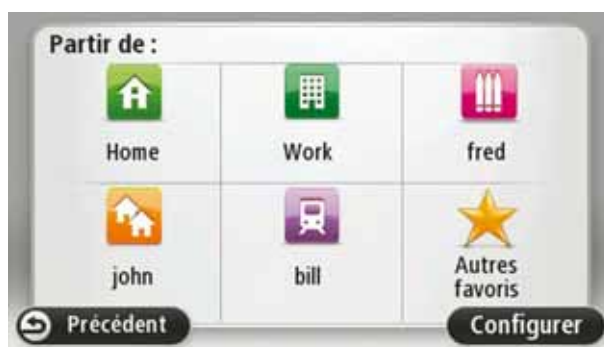 Partir de :
Home
Work
fred
john
bill
Autres
favoris
Précédent
Configurer